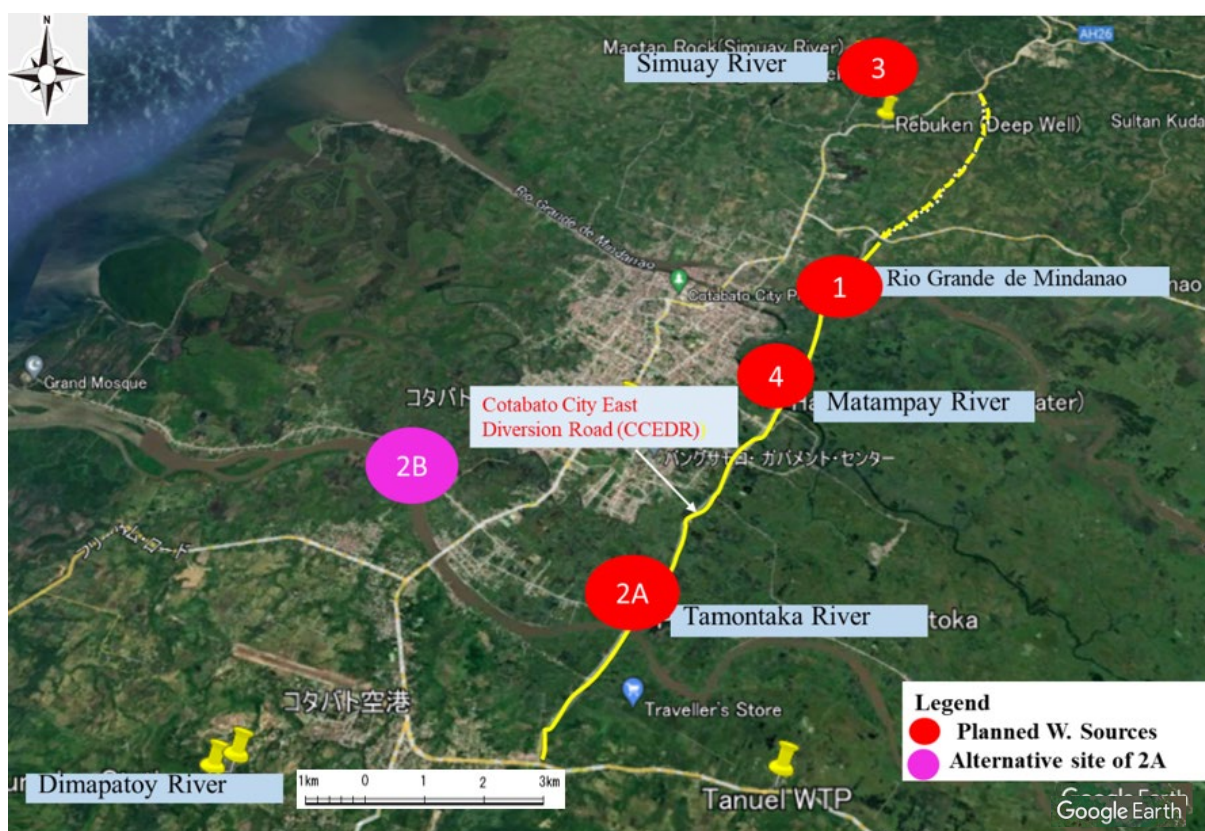 N
AH26
Mactan Rock(Simuay River)
Simuay River
3
Rebuken (Deep Well)
Sultan Kuda
Rio Grande de Mindanao
1
Rio Grande de Mindanao
nao
Cotabato City P
4
Matampay River
ater)
Grand Mosque
コタバト
Cotabato City East
Diversion Road (CCEDR)
バングサモロ・ガバメント・センター
2B
2A
Tamontaka River
toka
コタバト空港
Traveller's Store
Legend
Planned W. Sources
Alternative site of 2A
Dimapatoy River
1km 0 1 2 3km
Tanuel WTP
Google Earth
Google Earth